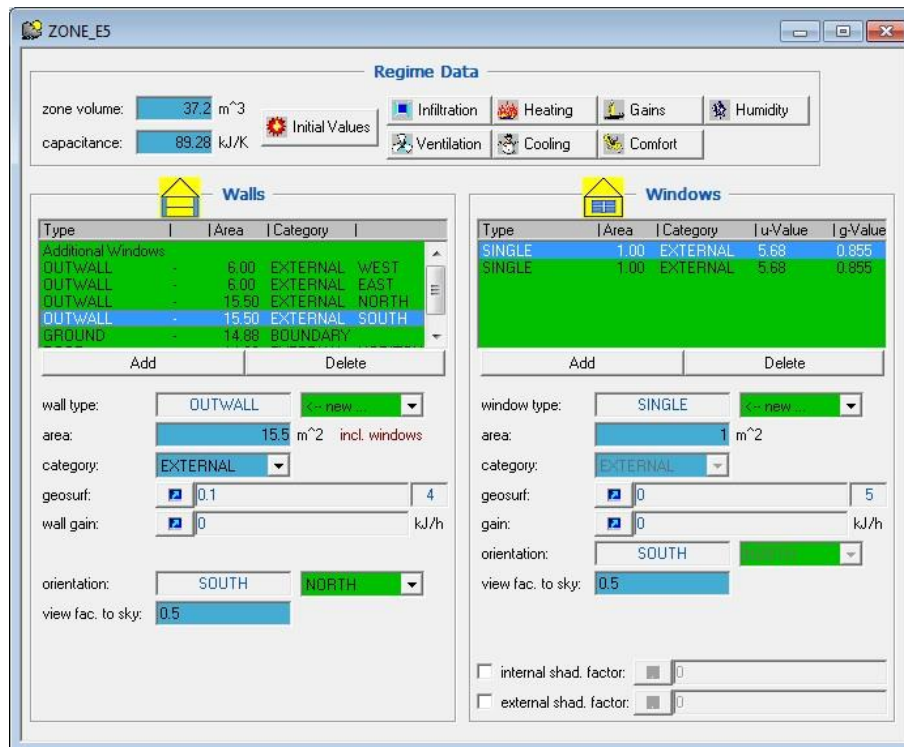 ZONE_E5
Regime Data
zone volume: 37.2 m^3
capacitance: 89.28 kJ/K
Initial Values
Infiltration Heating Gains Humidity
Ventilation Cooling Comfort
Walls
Type | | Area | Category |
Additional Windows
OUTWALL - 6.00 EXTERNAL WEST
OUTWALL - 6.00 EXTERNAL EAST
OUTWALL - 15.50 EXTERNAL NORTH
OUTWALL - 15.50 EXTERNAL SOUTH
GROUND - 14.88 BOUNDARY
Add Delete
wall type: OUTWALL <-- new ...
area: 15.5 m^2 incl. windows
category: EXTERNAL
geosurf: 0.1 4
wall gain: 0 kJ/h
orientation: SOUTH NORTH
view fac. to sky: 0.5
Windows
Type | Area | Category | u-Value | g-Value
SINGLE 1.00 EXTERNAL 5.68 0.855
SINGLE 1.00 EXTERNAL 5.68 0.855
Add Delete
window type: SINGLE <-- new ...
area: 1 m^2
category: EXTERNAL
geosurf: 0 5
gain: 0 kJ/h
orientation: SOUTH
view fac. to sky: 0.5
internal shad. factor: 0
external shad. factor: 0